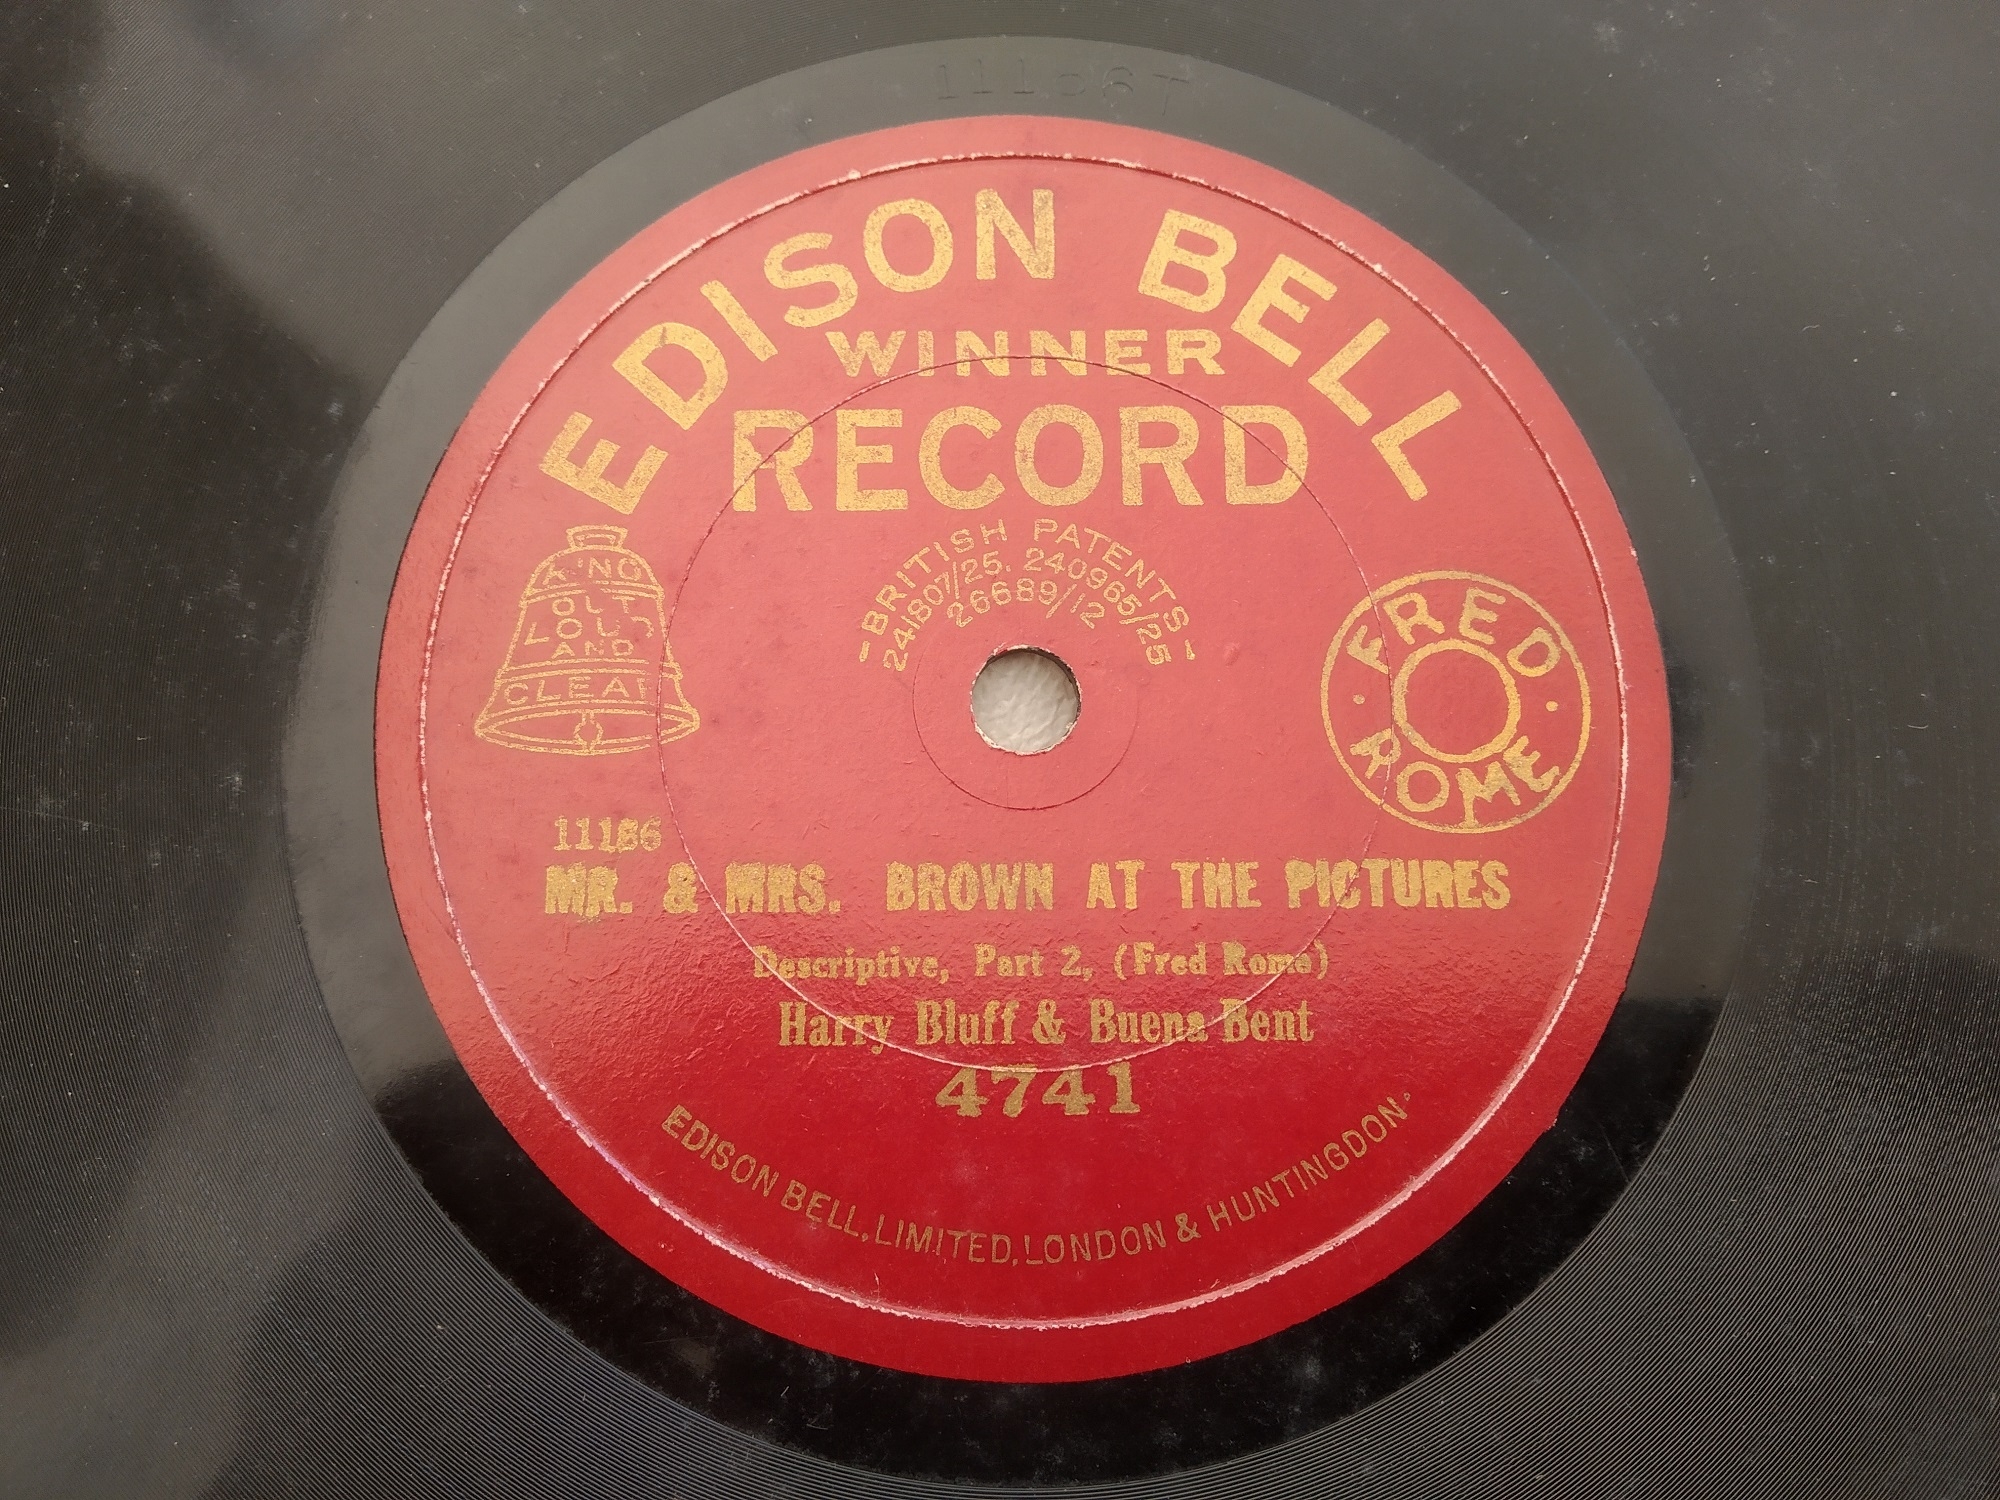 EDISON BELL
WINNER
RECORD
-BRITISH PATENTS-
241807/25. 240965/25
26689/12
RING
OUT
LOUD
AND
CLEAR
· FRED ·
ROME
11186
MR. & MRS. BROWN AT THE PICTURES
Descriptive, Part 2, (Fred Rome)
Harry Bluff & Buena Bent
4741
EDISON BELL, LIMITED, LONDON & HUNTINGDON.